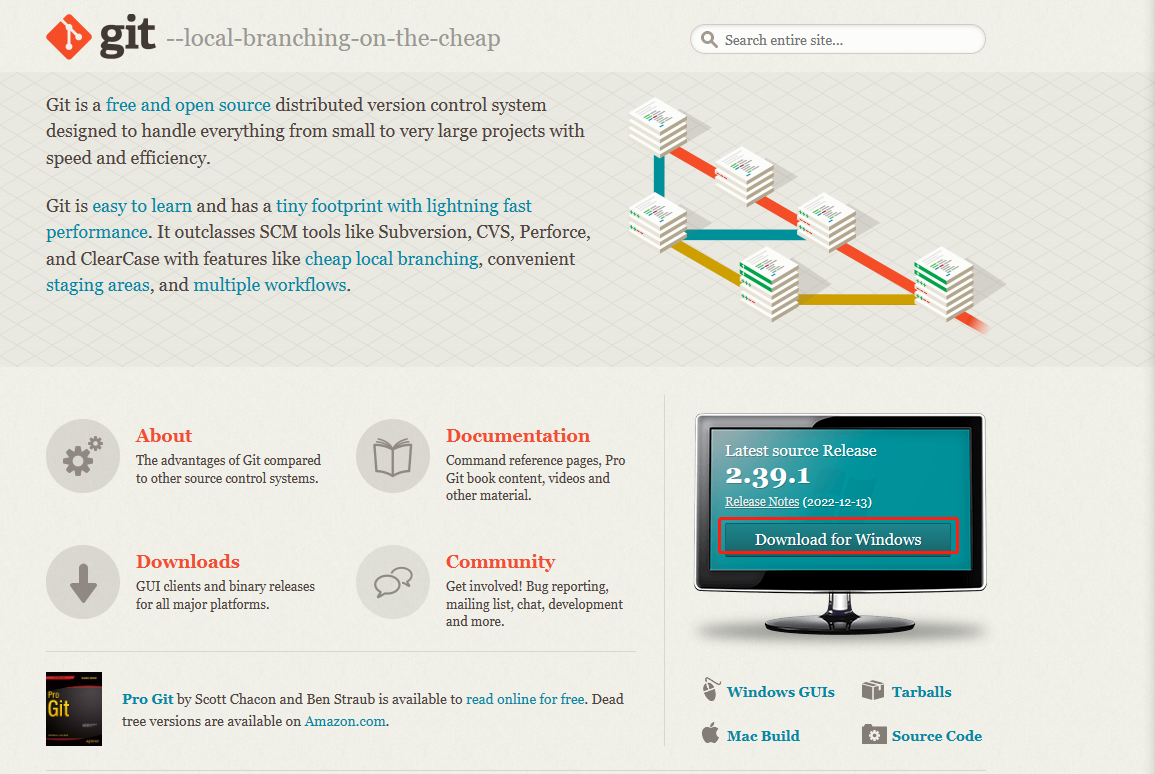 git --local-branching-on-the-cheap
Search entire site...
Git is a free and open source distributed version control system
designed to handle everything from small to very large projects with
speed and efficiency.
Git is easy to learn and has a tiny footprint with lightning fast
performance. It outclasses SCM tools like Subversion, CVS, Perforce,
and ClearCase with features like cheap local branching, convenient
staging areas, and multiple workflows.
About
The advantages of Git compared
to other source control systems.
Documentation
Command reference pages, Pro
Git book content, videos and
other material.
Downloads
GUI clients and binary releases
for all major platforms.
Community
Get involved! Bug reporting,
mailing list, chat, development
and more.
Pro
Git
Pro Git by Scott Chacon and Ben Straub is available to read online for free. Dead
tree versions are available on Amazon.com.
Latest source Release
2.39.1
Release Notes (2022-12-13)
Download for Windows
Windows GUIs
Tarballs
Mac Build
Source Code